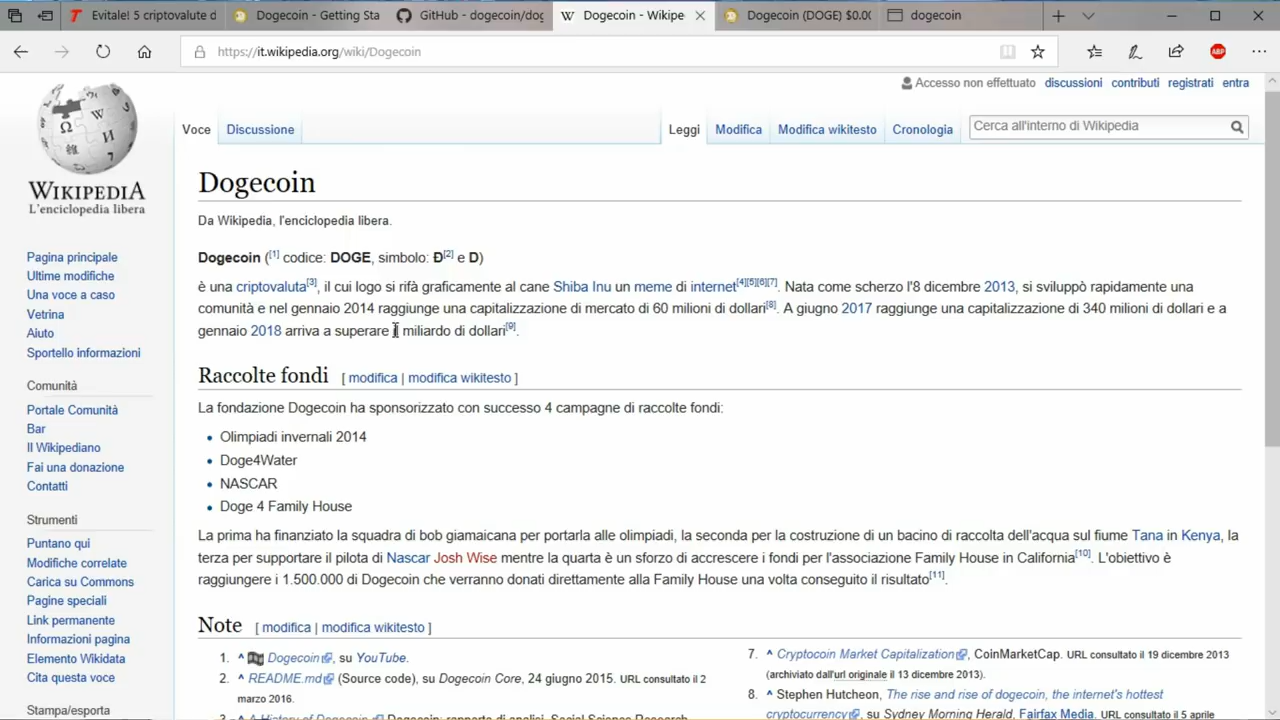 Evitale! 5 criptovalute d
Dogecoin - Getting Sta
GitHub - dogecoin/dog
Dogecoin - Wikipe
Dogecoin (DOGE) $0.00
dogecoin
https://it.wikipedia.org/wiki/Dogecoin
ABP
Accesso non effettuato discussioni contributi registrati entra
Voce Discussione Leggi Modifica Modifica wikitesto Cronologia Cerca all'interno di Wikipedia
WIKIPEDIA
L'enciclopedia libera
Pagina principale
Ultime modifiche
Una voce a caso
Vetrina
Aiuto
Sportello informazioni
Comunità
Portale Comunità
Bar
Il Wikipediano
Fai una donazione
Contatti
Strumenti
Puntano qui
Modifiche correlate
Carica su Commons
Pagine speciali
Link permanente
Informazioni pagina
Elemento Wikidata
Cita questa voce
Stampa/esporta
Dogecoin
Da Wikipedia, l'enciclopedia libera.
Dogecoin ([1] codice: DOGE, simbolo: Ð[2] e D)
è una criptovaluta[3], il cui logo si rifà graficamente al cane Shiba Inu un meme di internet[4][5][6][7]. Nata come scherzo l'8 dicembre 2013, si sviluppò rapidamente una
comunità e nel gennaio 2014 raggiunge una capitalizzazione di mercato di 60 milioni di dollari[8]. A giugno 2017 raggiunge una capitalizzazione di 340 milioni di dollari e a
gennaio 2018 arriva a superare il miliardo di dollari[9].
Raccolte fondi [ modifica | modifica wikitesto ]
La fondazione Dogecoin ha sponsorizzato con successo 4 campagne di raccolte fondi:
Olimpiadi invernali 2014
Doge4Water
NASCAR
Doge 4 Family House
La prima ha finanziato la squadra di bob giamaicana per portarla alle olimpiadi, la seconda per la costruzione di un bacino di raccolta dell'acqua sul fiume Tana in Kenya, la
terza per supportare il pilota di Nascar Josh Wise mentre la quarta è un sforzo di accrescere i fondi per l'associazione Family House in California[10]. L'obiettivo è
raggiungere i 1.500.000 di Dogecoin che verranno donati direttamente alla Family House una volta conseguito il risultato[11].
Note [ modifica | modifica wikitesto ]
1. ^ Dogecoin, su YouTube.
2. ^ README.md (Source code), su Dogecoin Core, 24 giugno 2015. URL consultato il 2
marzo 2016.
3. ^ A History of Dogecoin Dogecoin: rapporto di analisi, Social Science Research
7. ^ Cryptocoin Market Capitalization, CoinMarketCap. URL consultato il 19 dicembre 2013
(archiviato dall'url originale il 13 dicembre 2013).
8. ^ Stephen Hutcheon, The rise and rise of dogecoin, the internet's hottest
cryptocurrency, su Sydney Morning Herald, Fairfax Media. URL consultato il 5 aprile